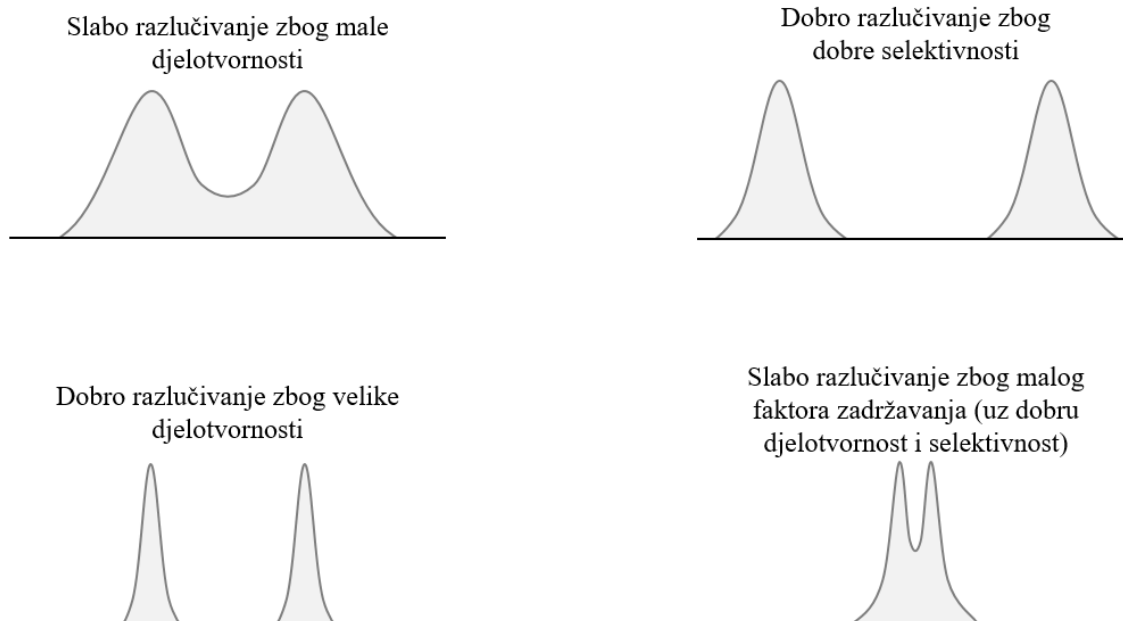 Slabo razlučivanje zbog male
djelotvornosti
Dobro razlučivanje zbog
dobre selektivnosti
Dobro razlučivanje zbog velike
djelotvornosti
Slabo razlučivanje zbog malog
faktora zadržavanja (uz dobru
djelotvornost i selektivnost)